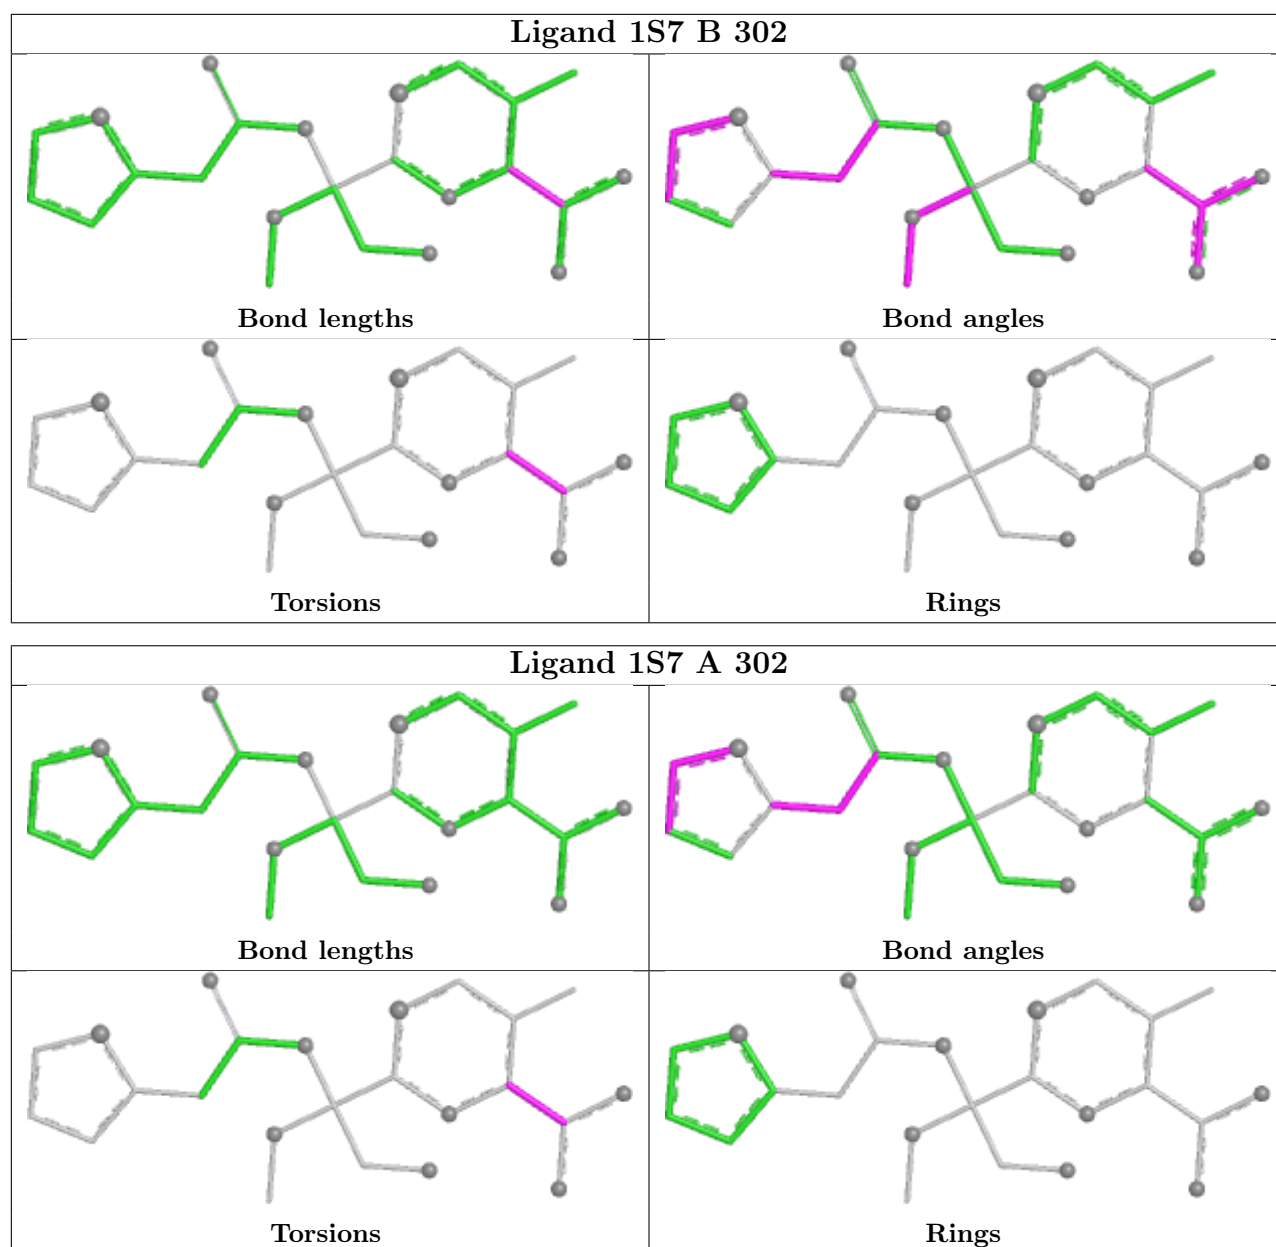 Ligand 1S7 B 302
Bond lengths
Bond angles
Torsions
Rings
Ligand 1S7 A 302
Bond lengths
Bond angles
Torsions
Rings